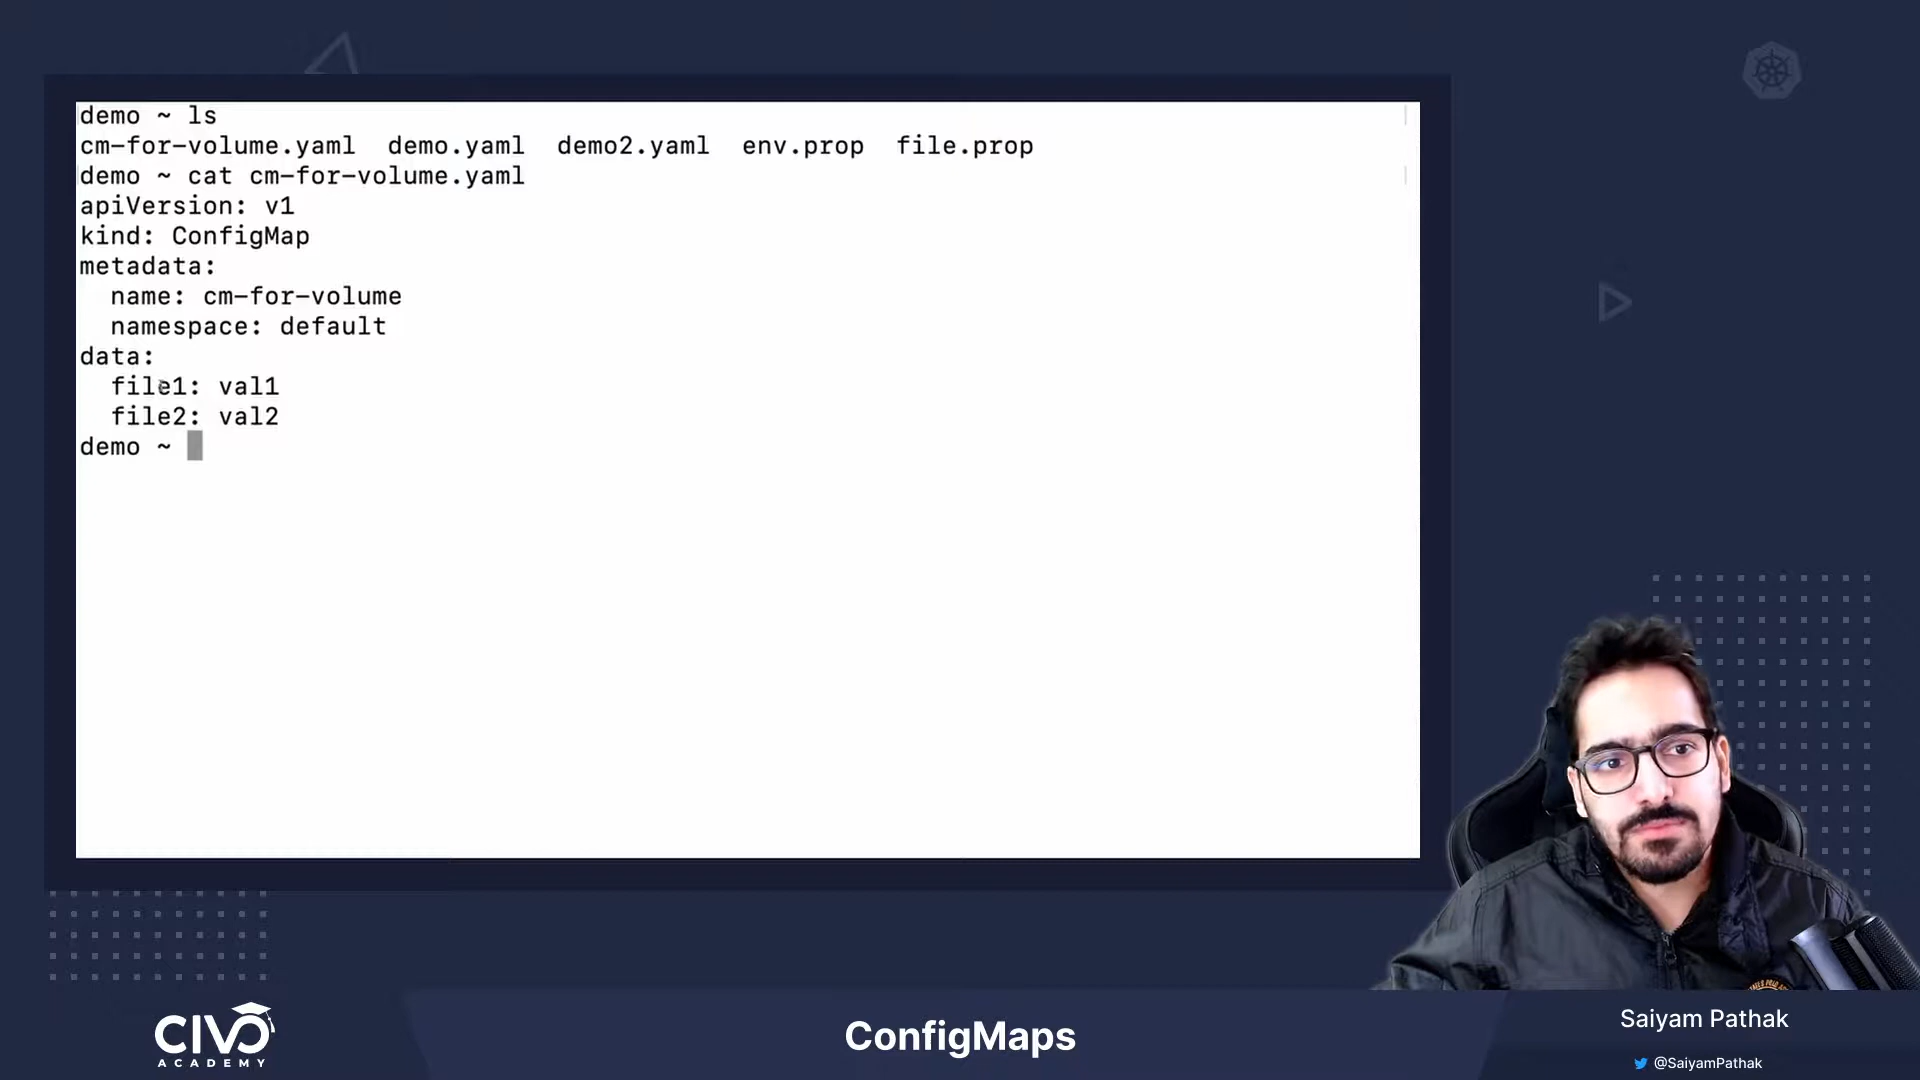 demo ~ ls
cm-for-volume.yaml  demo.yaml  demo2.yaml  env.prop  file.prop
demo ~ cat cm-for-volume.yaml
apiVersion: v1
kind: ConfigMap
metadata:
  name: cm-for-volume
  namespace: default
data:
  file1: val1
  file2: val2
demo ~
CIVO
ACADEMY
ConfigMaps
Saiyam Pathak
@SaiyamPathak